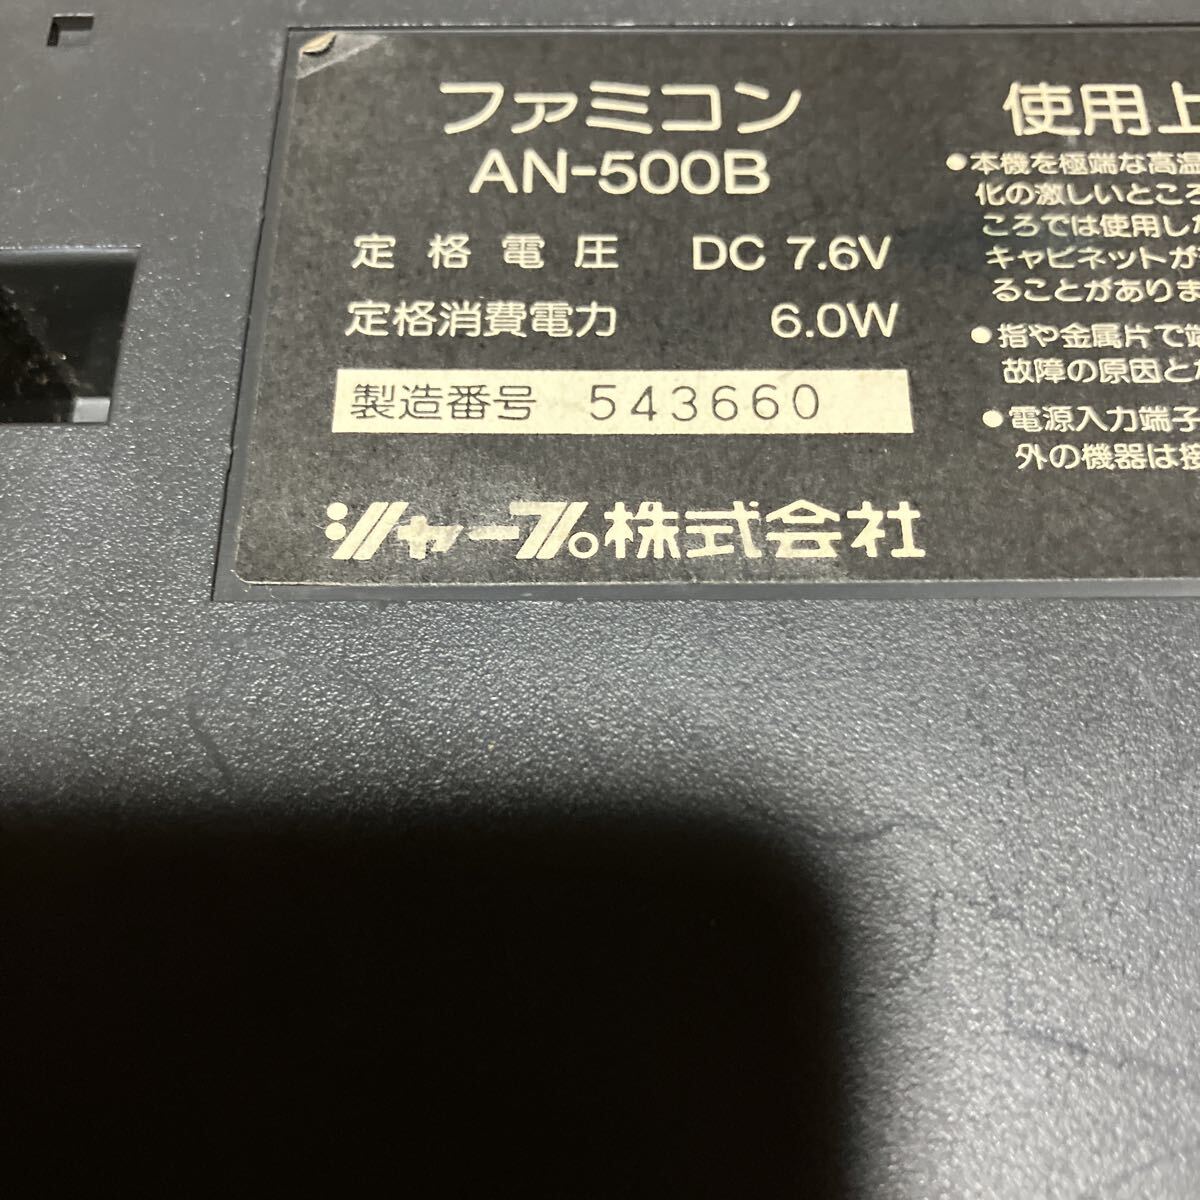 ファミコン
AN-500B
定格電圧 DC 7.6V
定格消費電力 6.0W
製造番号 543660
シャープ株式会社
使用上
●本機を極端な高温
化の激しいところ
ころでは使用した
キャビネットが
ることがありま
●指や金属片で端
故障の原因とな
●電源入力端子
外の機器は接